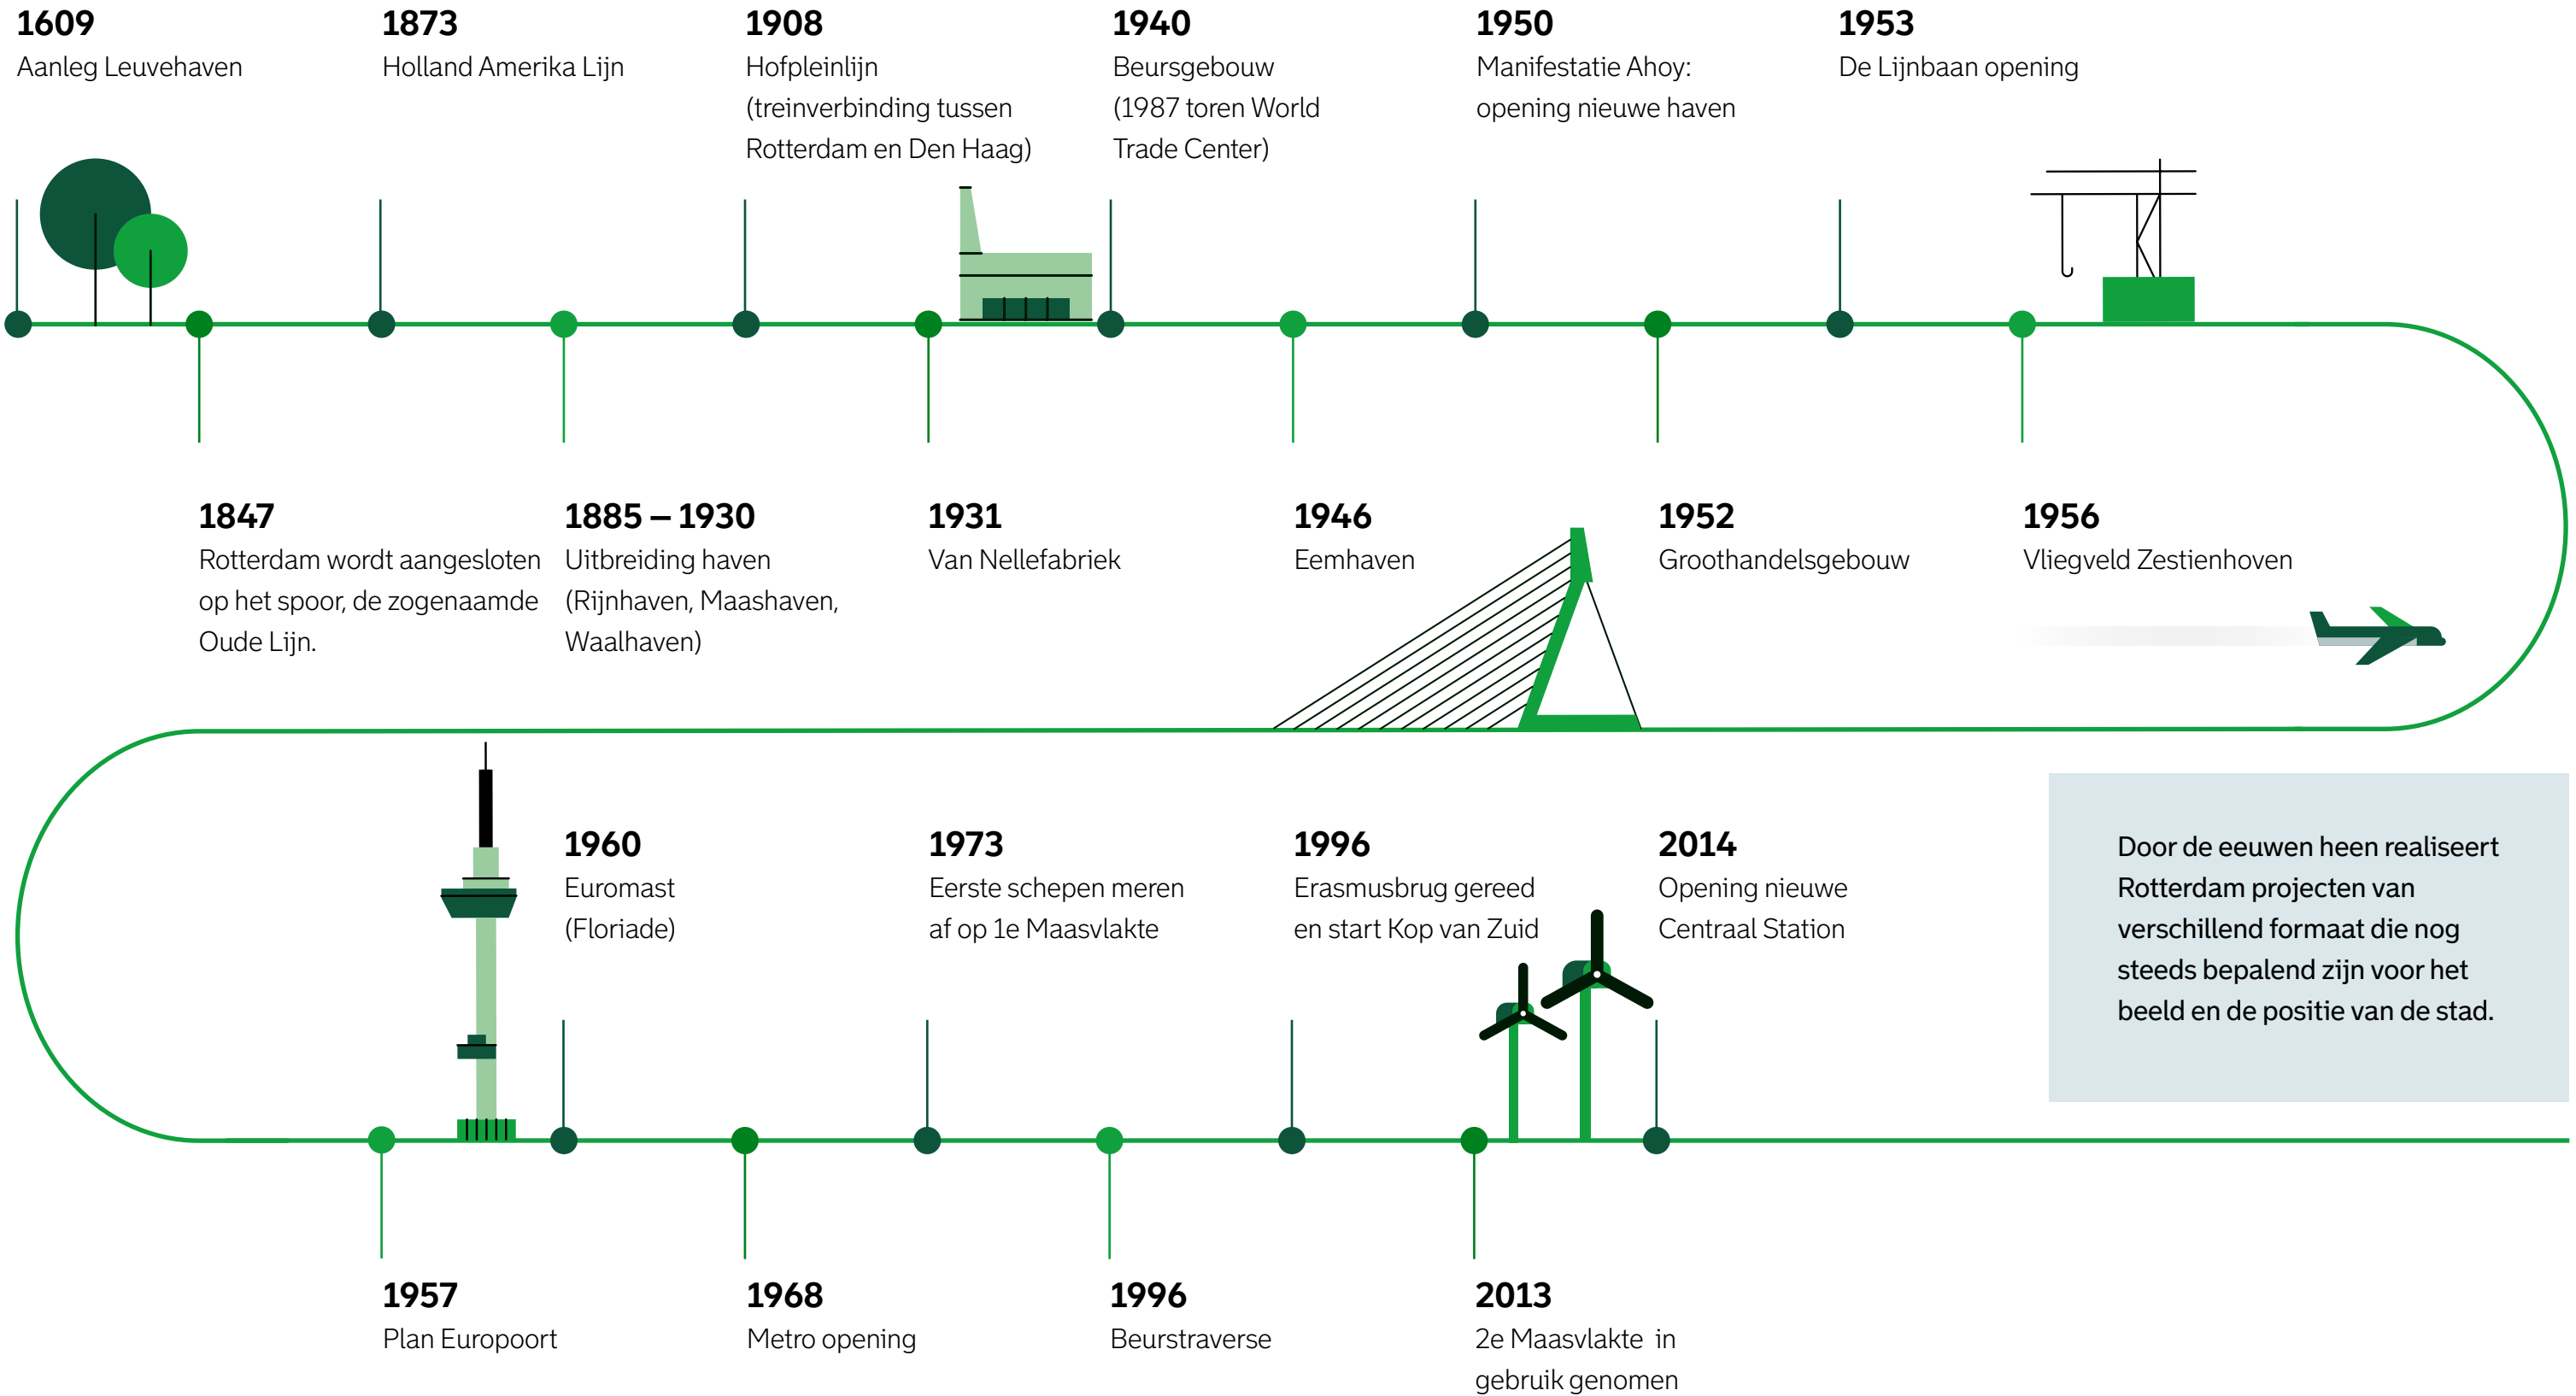 1609
Aanleg Leuvehaven
1873
Holland Amerika Lijn
1908
Hofpleinlijn
(treinverbinding tussen
Rotterdam en Den Haag)
1940
Beursgebouw
(1987 toren World
Trade Center)
1950
Manifestatie Ahoy:
opening nieuwe haven
1953
De Lijnbaan opening
1847
Rotterdam wordt aangesloten
op het spoor, de zogenaamde
Oude Lijn.
1885 – 1930
Uitbreiding haven
(Rijnhaven, Maashaven,
Waalhaven)
1931
Van Nellefabriek
1946
Eemhaven
1952
Groothandelsgebouw
1956
Vliegveld Zestienhoven
1960
Euromast
(Floriade)
1973
Eerste schepen meren
af op 1e Maasvlakte
1996
Erasmusbrug gereed
en start Kop van Zuid
2014
Opening nieuwe
Centraal Station
Door de eeuwen heen realiseert
Rotterdam projecten van
verschillend formaat die nog
steeds bepalend zijn voor het
beeld en de positie van de stad.
1957
Plan Europoort
1968
Metro opening
1996
Beurstraverse
2013
2e Maasvlakte in
gebruik genomen